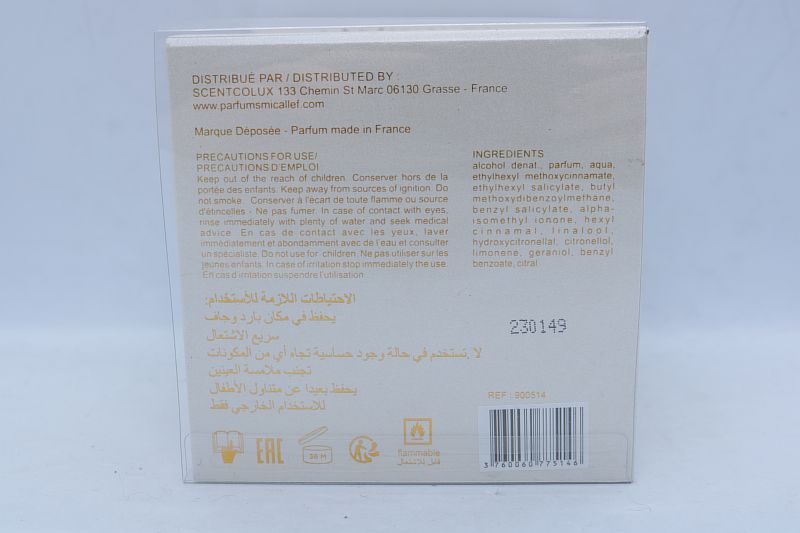 DISTRIBUÉ PAR / DISTRIBUTED BY :
SCENTCOLUX 133 Chemin St Marc 06130 Grasse - France
www.parfumsmicallef.com
Marque Déposée - Parfum made in France
PRECAUTIONS FOR USE/
PRÉCAUTIONS D'EMPLOI
Keep out of the reach of children. Conserver hors de la
portée des enfants. Keep away from sources of ignition. Do
not smoke. Conserver à l'écart de toute flamme ou source
d'étincelles - Ne pas fumer. In case of contact with eyes,
rinse immediately with plenty of water and seek medical
advice. En cas de contact avec les yeux, laver
immédiatement et abondamment avec de l'eau et consulter
un spécialiste. Do not use for children. Ne pas utiliser sur les
jeunes enfants. In case of irritation stop immediately the use.
En cas d'irritation suspendre l'utilisation.
INGREDIENTS
alcohol denat., parfum, aqua,
ethylhexyl methoxycinnamate,
ethylhexyl salicylate, butyl
methoxydibenzoylmethane,
benzyl salicylate, alpha-
isomethyl ionone, hexyl
cinnamal, linalool,
hydroxycitronellal, citronellol,
limonene, geraniol, benzyl
benzoate, citral
الاحتياطات اللازمة للأستخدام:
يحفظ في مكان بارد وجاف
سريع الاشتعال
لا .تستخدم في حالة وجود حساسية تجاه أي من المكونات
تجنب ملامسة العينين
يحفظ بعيدا عن متناول الأطفال
للاستخدام الخارجي فقط
230149
REF : 900514
EAC
36 M
flammable
قابل للاشتعال
3 760060 775146